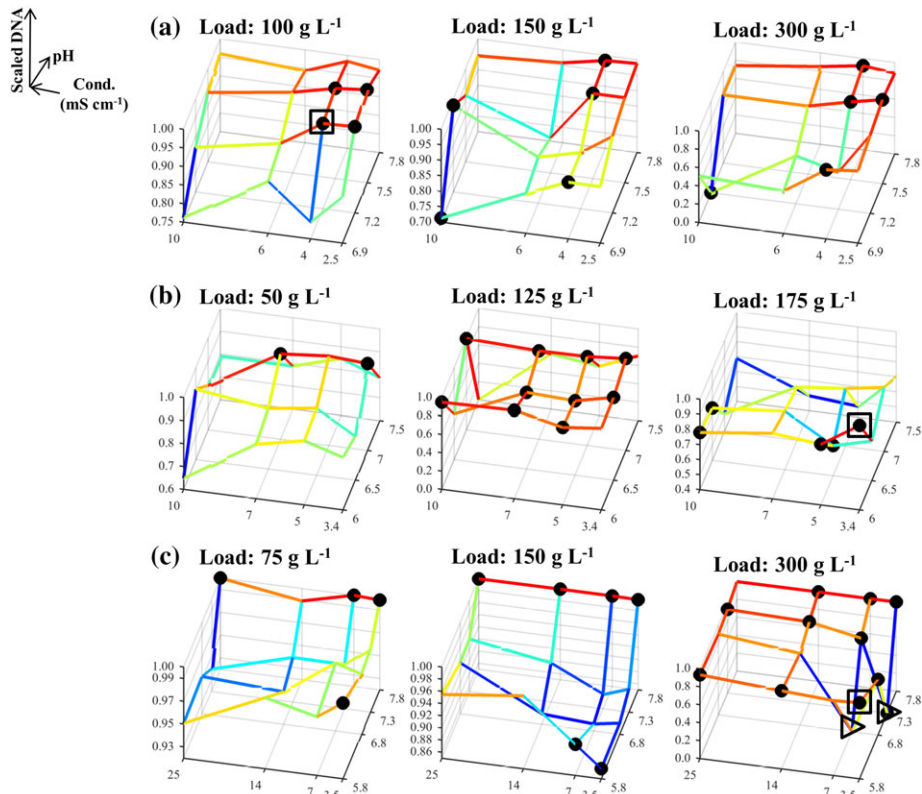 Scaled DNA
pH
Cond.
(mS cm-1)
(a) Load: 100 g L-1 Load: 150 g L-1 Load: 300 g L-1
1.00 0.95 0.90 0.85 0.80 0.75 10 6 4 2.5 6.9 7.2 7.5 7.8
1.00 0.95 0.90 0.85 0.80 0.75 0.70 10 6 4 2.5 6.9 7.2 7.5 7.8
1.0 0.8 0.6 0.4 0.2 0.0 10 6 4 2.5 6.9 7.2 7.5 7.8
(b) Load: 50 g L-1 Load: 125 g L-1 Load: 175 g L-1
1.0 0.9 0.8 0.7 0.6 10 7 5 3.4 6 6.5 7 7.5
1.0 0.8 0.6 0.4 0.2 0.0 10 7 5 3.4 6 6.5 7 7.5
1.0 0.9 0.8 0.7 0.6 0.5 0.4 10 7 5 3.4 6 6.5 7 7.5
(c) Load: 75 g L-1 Load: 150 g L-1 Load: 300 g L-1
1.00 0.99 0.97 0.95 0.93 25 14 7 5.8 6.8 7.3 7.8
1.00 0.98 0.96 0.94 0.92 0.90 0.88 0.86 25 14 7 5.8 6.8 7.3 7.8
1.0 0.8 0.6 0.4 0.2 0.0 25 14 7 5.8 6.8 7.3 7.8